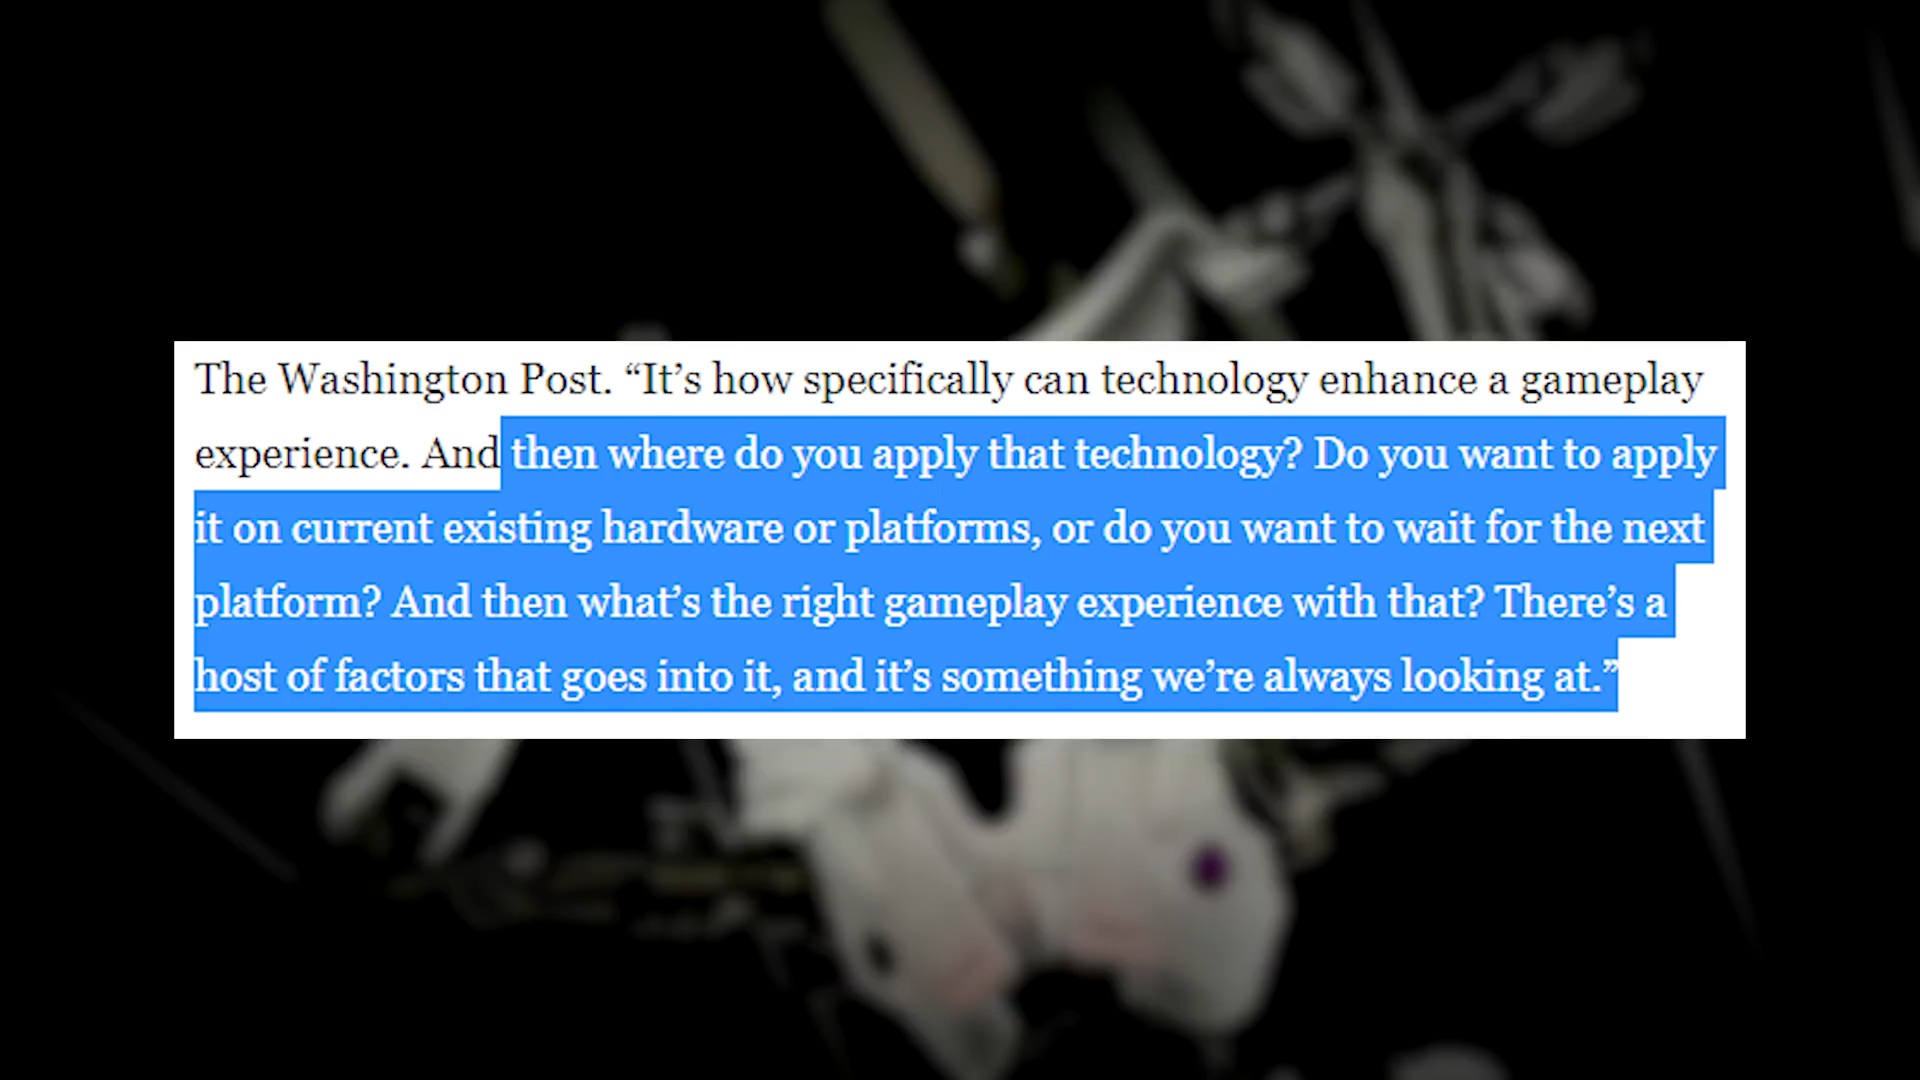 The Washington Post. “It’s how specifically can technology enhance a gameplay
experience. And then where do you apply that technology? Do you want to apply
it on current existing hardware or platforms, or do you want to wait for the next
platform? And then what’s the right gameplay experience with that? There’s a
host of factors that goes into it, and it’s something we’re always looking at.”